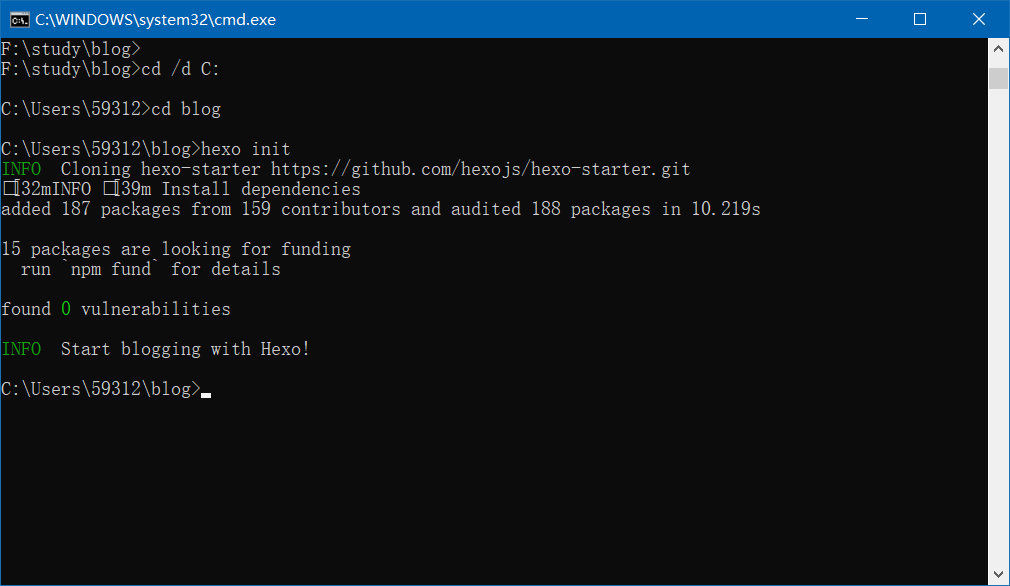 C:\WINDOWS\system32\cmd.exe
F:\study\blog>
F:\study\blog>cd /d C:
C:\Users\59312>cd blog
C:\Users\59312\blog>hexo init
INFO  Cloning hexo-starter https://github.com/hexojs/hexo-starter.git
□[32mINFO □[39m Install dependencies
added 187 packages from 159 contributors and audited 188 packages in 10.219s
15 packages are looking for funding
  run `npm fund` for details
found 0 vulnerabilities
INFO  Start blogging with Hexo!
C:\Users\59312\blog>